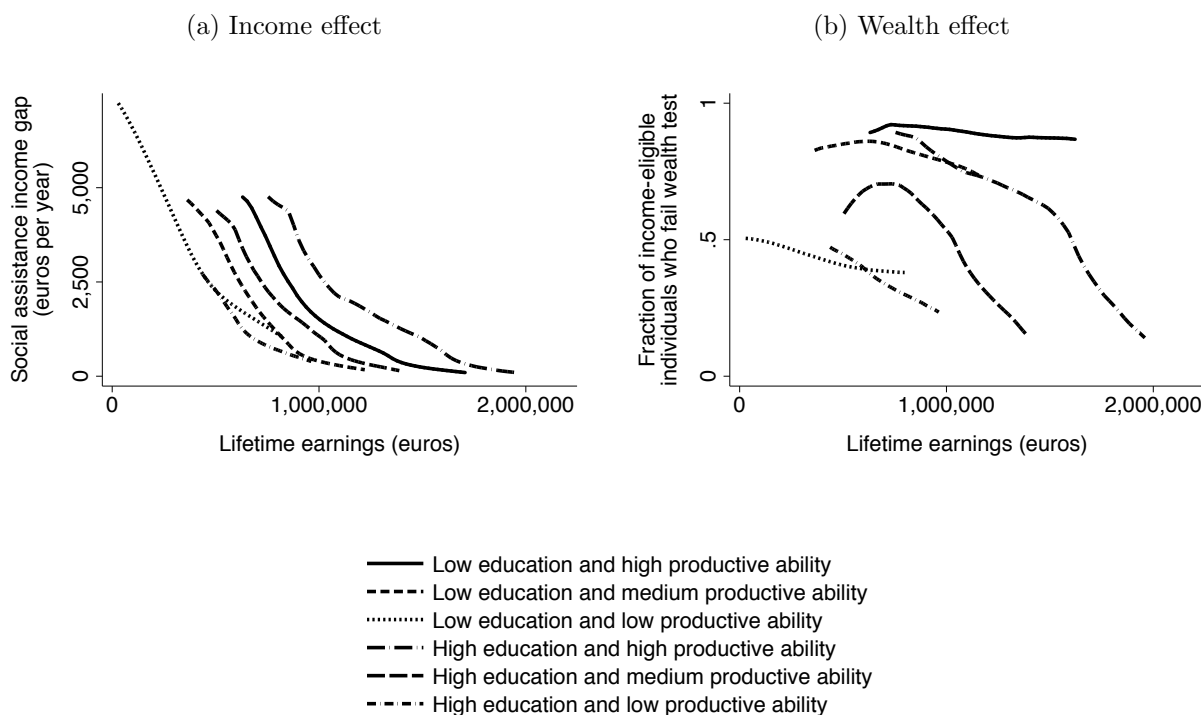 (a) Income effect
Social assistance income gap
(euros per year)
5,000
2,500
0
0
1,000,000
2,000,000
Lifetime earnings (euros)
(b) Wealth effect
Fraction of income-eligible
individuals who fail wealth test
1
.5
0
0
1,000,000
2,000,000
Lifetime earnings (euros)
Low education and high productive ability
Low education and medium productive ability
Low education and low productive ability
High education and high productive ability
High education and medium productive ability
High education and low productive ability